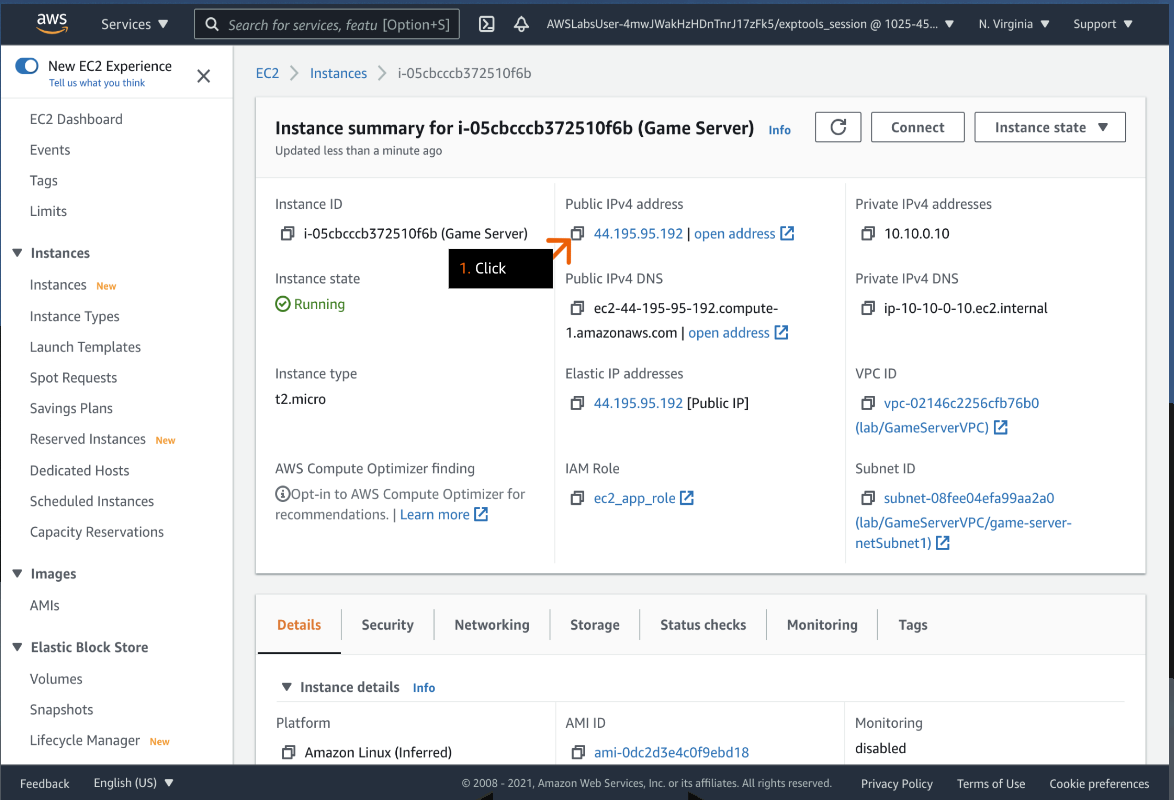 aws Services Search for services, featu [Option+S] AWSLabsUser-4mwJWakHzHDnTnrJ17zFk5/exptools_session @ 1025-45... N. Virginia Support
New EC2 Experience
Tell us what you think
EC2 Dashboard
Events
Tags
Limits
Instances
Instances New
Instance Types
Launch Templates
Spot Requests
Savings Plans
Reserved Instances New
Dedicated Hosts
Scheduled Instances
Capacity Reservations
Images
AMIs
Elastic Block Store
Volumes
Snapshots
Lifecycle Manager New
EC2 Instances i-05cbcccb372510f6b
Instance summary for i-05cbcccb372510f6b (Game Server) Info
Updated less than a minute ago
Connect
Instance state
Instance ID
i-05cbcccb372510f6b (Game Server)
Public IPv4 address
44.195.95.192 | open address
Private IPv4 addresses
10.10.0.10
1. Click
Instance state
Running
Public IPv4 DNS
ec2-44-195-95-192.compute-
1.amazonaws.com | open address
Private IPv4 DNS
ip-10-10-0-10.ec2.internal
Instance type
t2.micro
Elastic IP addresses
44.195.95.192 [Public IP]
VPC ID
vpc-02146c2256cfb76b0
(lab/GameServerVPC)
AWS Compute Optimizer finding
Opt-in to AWS Compute Optimizer for
recommendations. | Learn more
IAM Role
ec2_app_role
Subnet ID
subnet-08fee04efa99aa2a0
(lab/GameServerVPC/game-server-
netSubnet1)
Details Security Networking Storage Status checks Monitoring Tags
Instance details Info
Platform
Amazon Linux (Inferred)
AMI ID
ami-0dc2d3e4c0f9ebd18
Monitoring
disabled
Feedback English (US) © 2008 - 2021, Amazon Web Services, Inc. or its affiliates. All rights reserved. Privacy Policy Terms of Use Cookie preferences